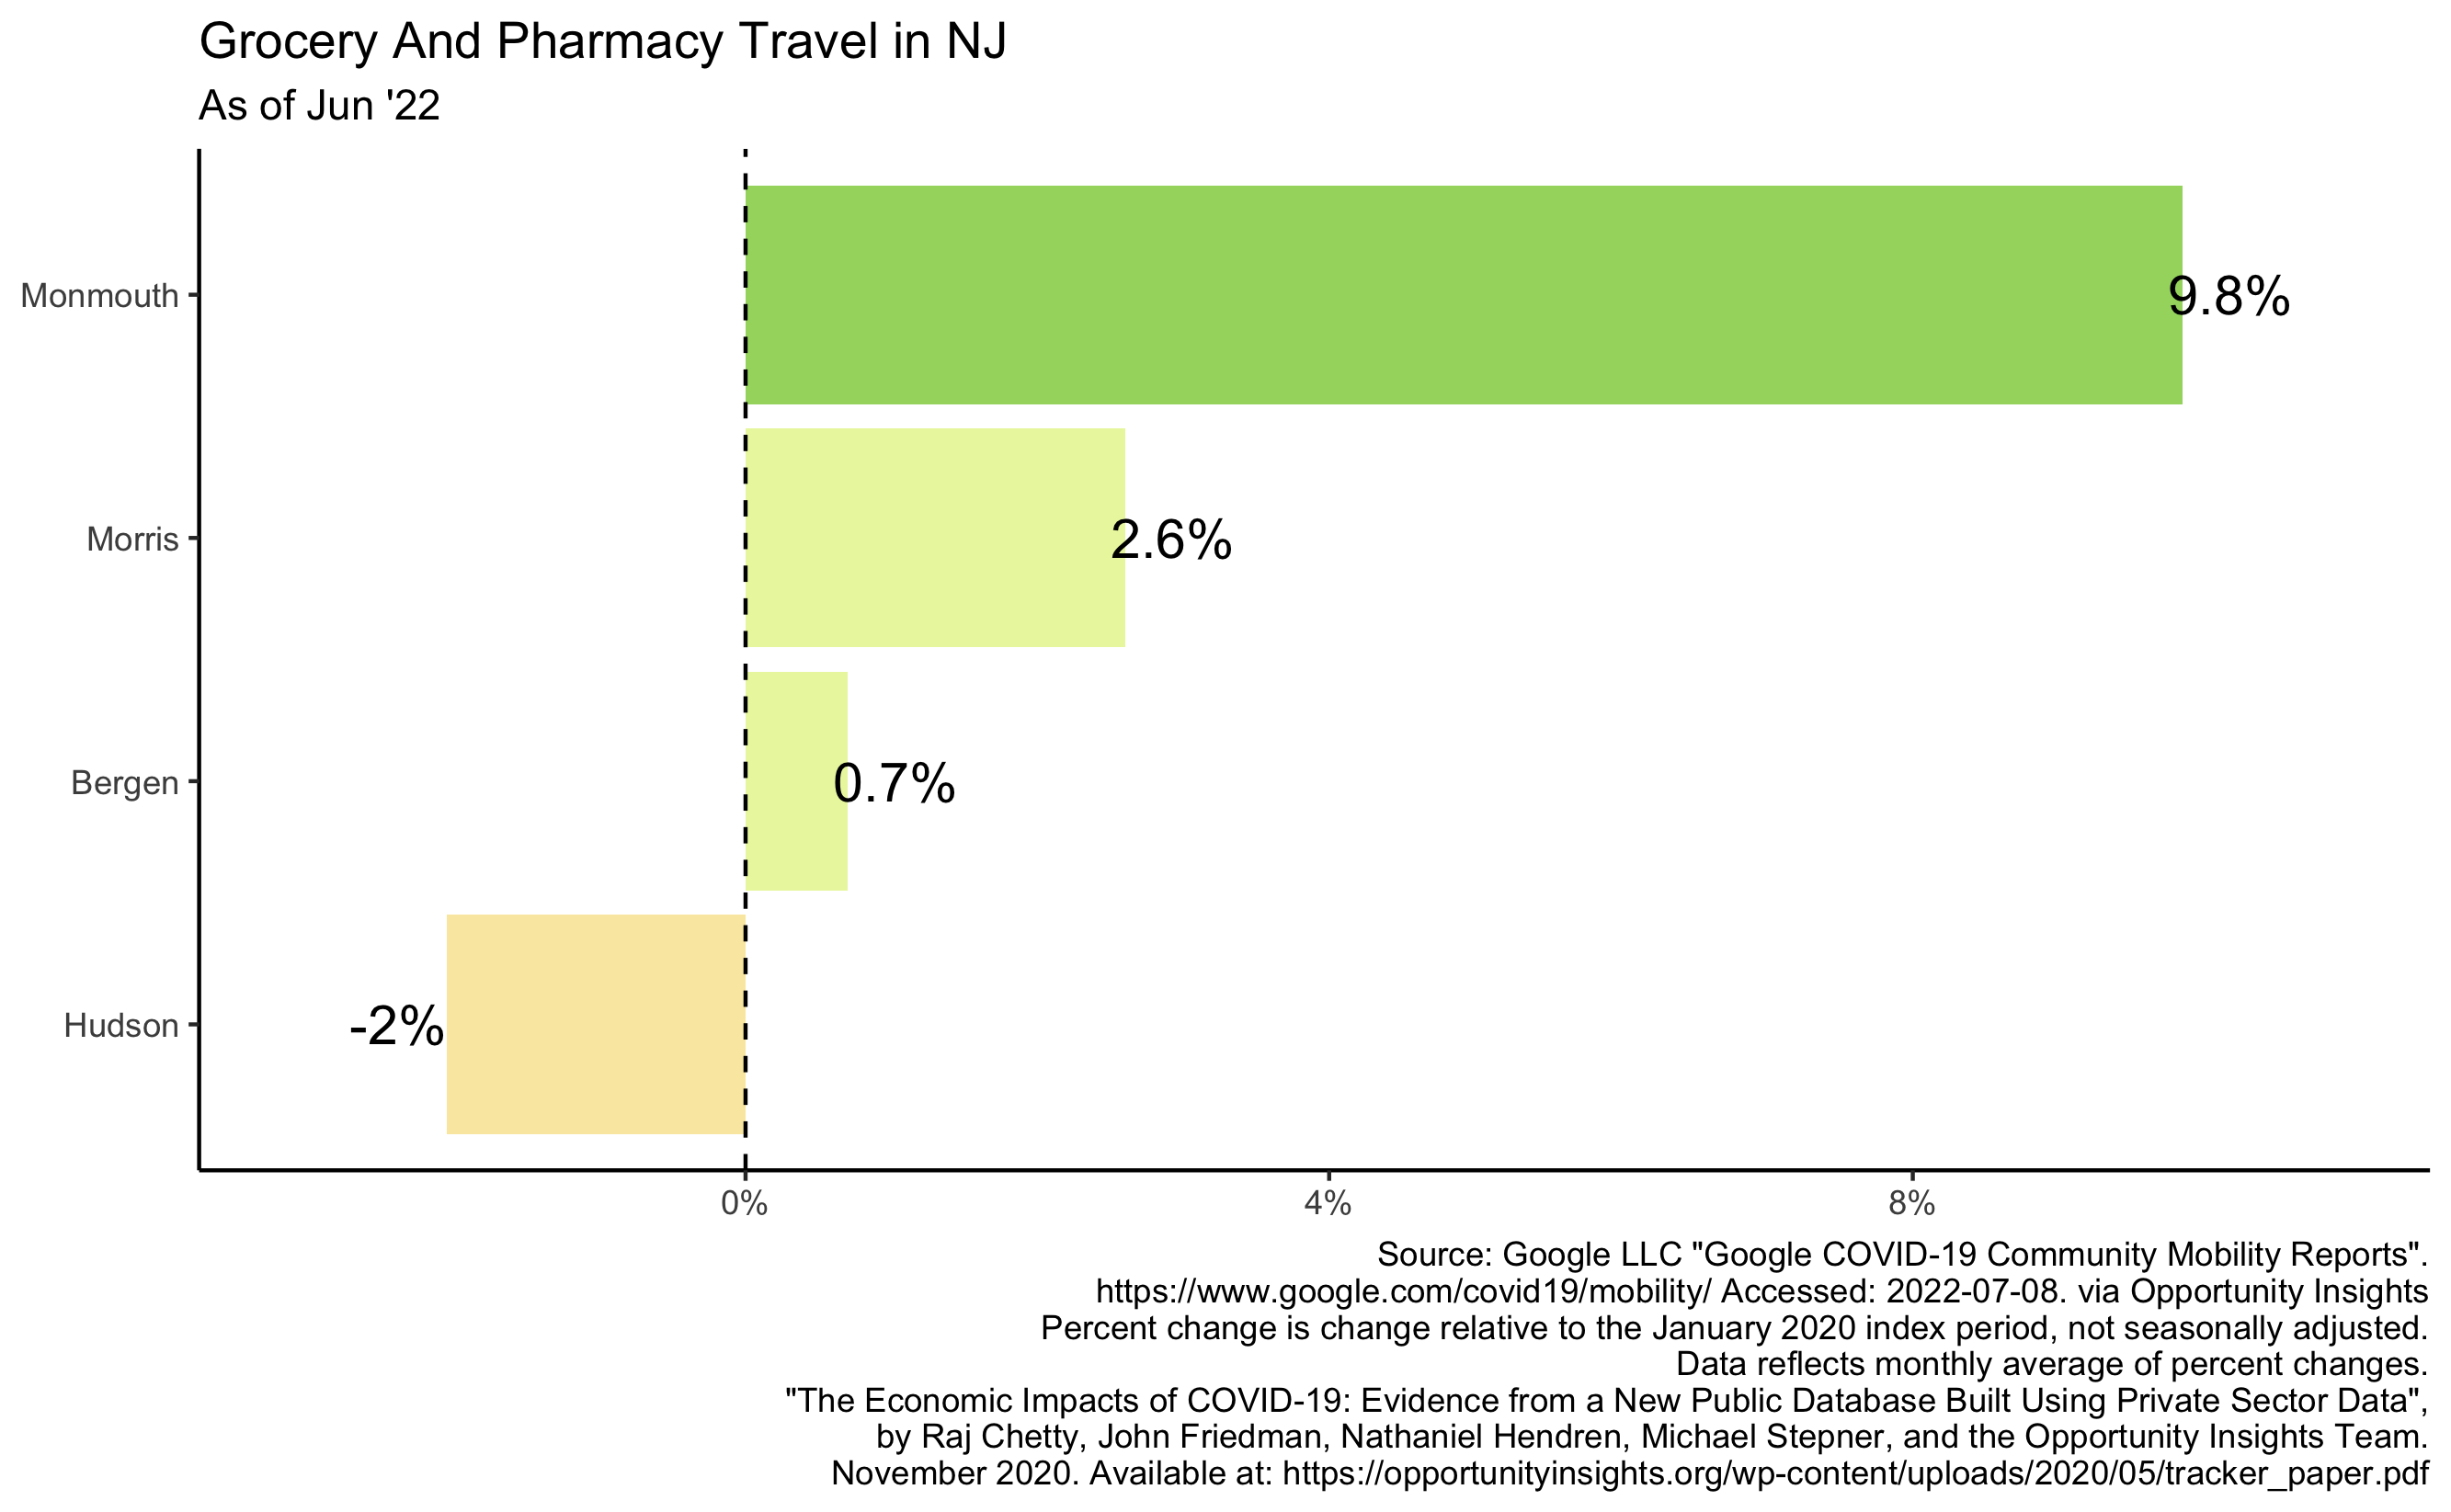 Grocery And Pharmacy Travel in NJ
As of Jun '22
Monmouth
9.8%
Morris
2.6%
Bergen
0.7%
Hudson
-2%
0%
4%
8%
Source: Google LLC "Google COVID-19 Community Mobility Reports".
https://www.google.com/covid19/mobility/ Accessed: 2022-07-08. via Opportunity Insights
Percent change is change relative to the January 2020 index period, not seasonally adjusted.
Data reflects monthly average of percent changes.
"The Economic Impacts of COVID-19: Evidence from a New Public Database Built Using Private Sector Data",
by Raj Chetty, John Friedman, Nathaniel Hendren, Michael Stepner, and the Opportunity Insights Team.
November 2020. Available at: https://opportunityinsights.org/wp-content/uploads/2020/05/tracker_paper.pdf